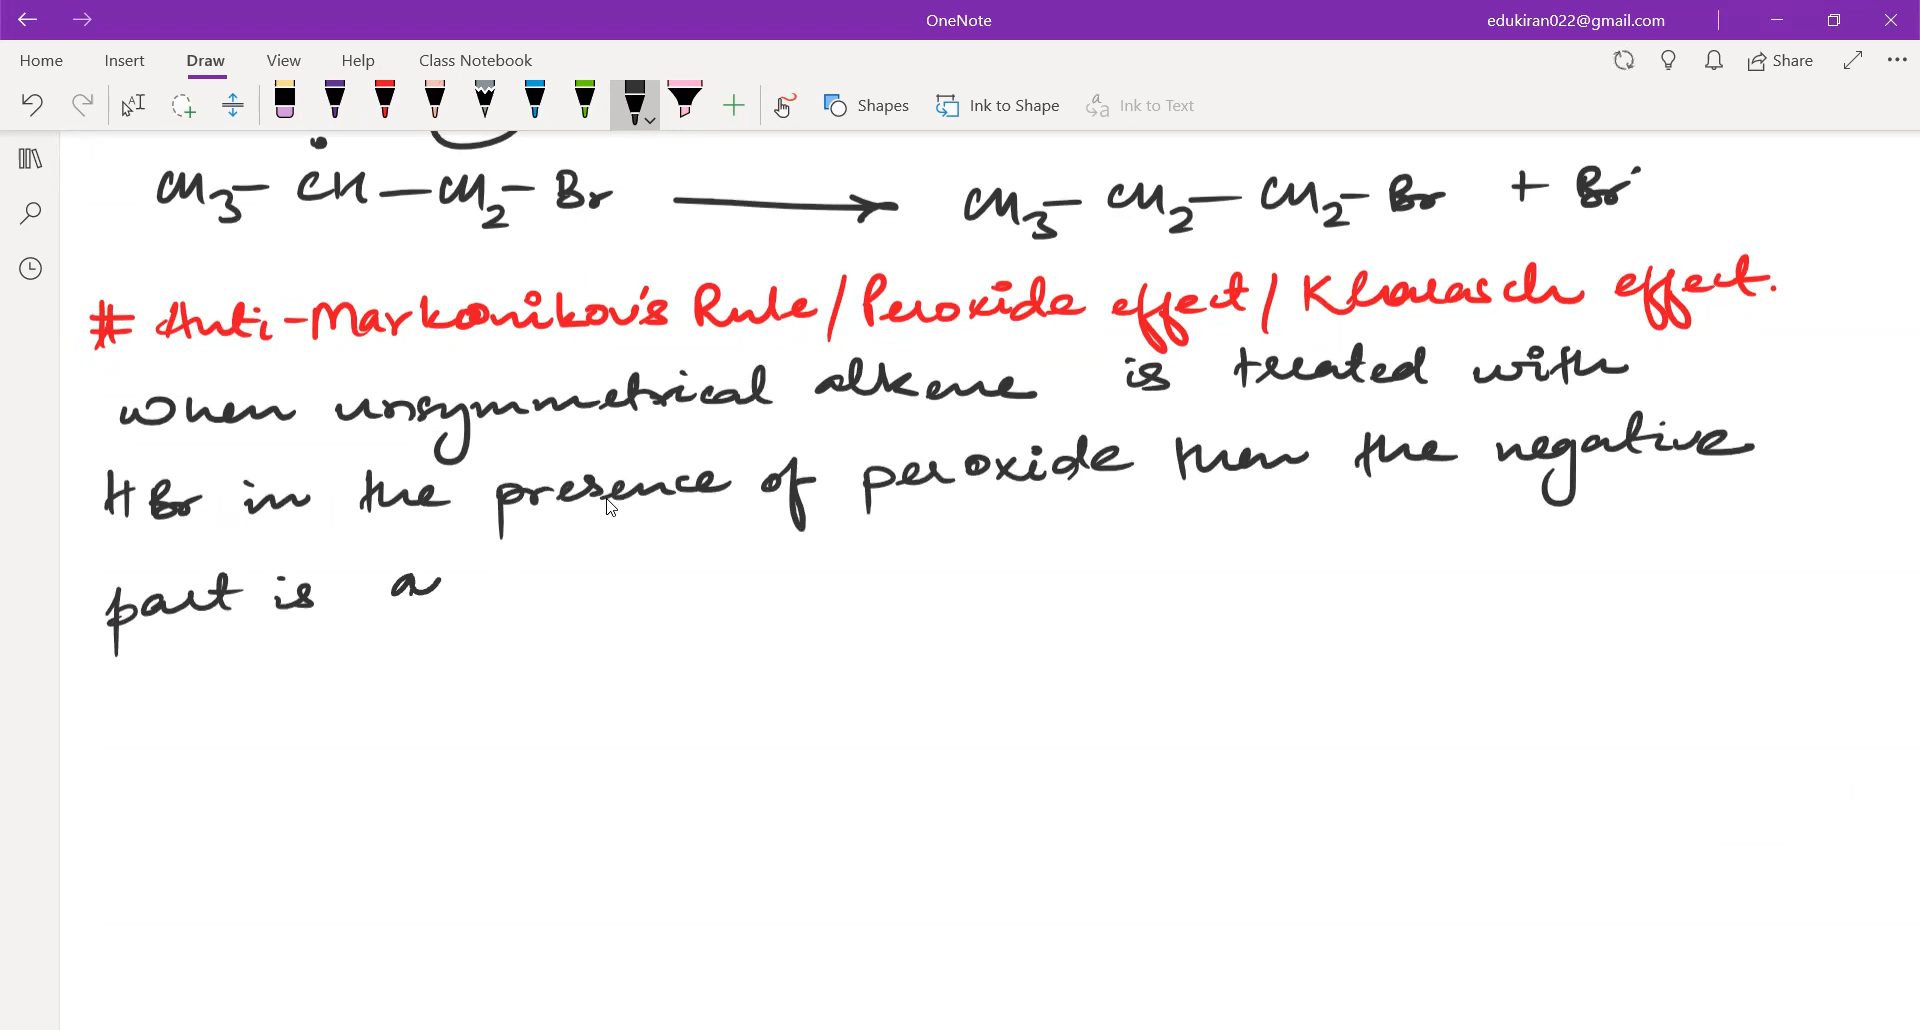 OneNote
edukiran022@gmail.com
Home Insert Draw View Help Class Notebook
Share
Shapes Ink to Shape Ink to Text
CH3 - CH - CH2 - Br ⟶ CH3 - CH2 - CH2 - Br + Br˙
# Anti-Markonikov's Rule/Peroxide effect/Kharasch effect.
when unsymmetrical alkene is treated with
HBr in the presence of peroxide then the negative
part is a